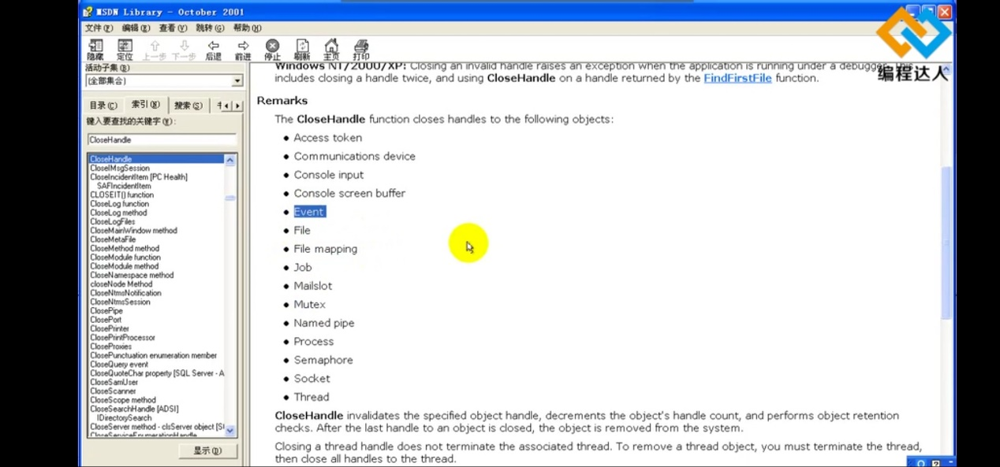 MSDN Library - October 2001
文件(F) 编辑(E) 查看(V) 跳转(G) 帮助(H)
隐藏 定位 上一步 下一步 后退 前进 停止 刷新 主页 打印
编程达人
活动子集(B)
(全部集合)
目录(C) 索引(N) 搜索(S)
键入要查找的关键字(W):
CloseHandle
CloseHandle
CloseIMsgSession
CloseIncidentItem [PC Health]
SAFIncidentItem
CLOSEIT() function
CloseLog function
CloseLog method
CloseLogFiles
CloseMainWindow method
CloseMetaFile
CloseMethod method
CloseModule function
CloseModule method
CloseNamespace method
closeNode Method
CloseNtmsNotification
CloseNtmsSession
ClosePipe
ClosePort
ClosePrinter
ClosePrintProcessor
CloseProxies
ClosePunctuation enumeration member
CloseQuery event
CloseQuoteChar property [SQL Server - A
CloseSamUser
CloseScanner
CloseScope method
CloseSearchHandle [ADSI]
IDirectorySearch
CloseServer method - clsServer object [S
CloseServiceEnumerationHandle
显示(D)
Windows NT/2000/XP: Closing an invalid handle raises an exception when the application is running under a debugger. This
includes closing a handle twice, and using CloseHandle on a handle returned by the FindFirstFile function.
Remarks
The CloseHandle function closes handles to the following objects:
● Access token
● Communications device
● Console input
● Console screen buffer
● Event
● File
● File mapping
● Job
● Mailslot
● Mutex
● Named pipe
● Process
● Semaphore
● Socket
● Thread
CloseHandle invalidates the specified object handle, decrements the object's handle count, and performs object retention
checks. After the last handle to an object is closed, the object is removed from the system.
Closing a thread handle does not terminate the associated thread. To remove a thread object, you must terminate the thread,
then close all handles to the thread.